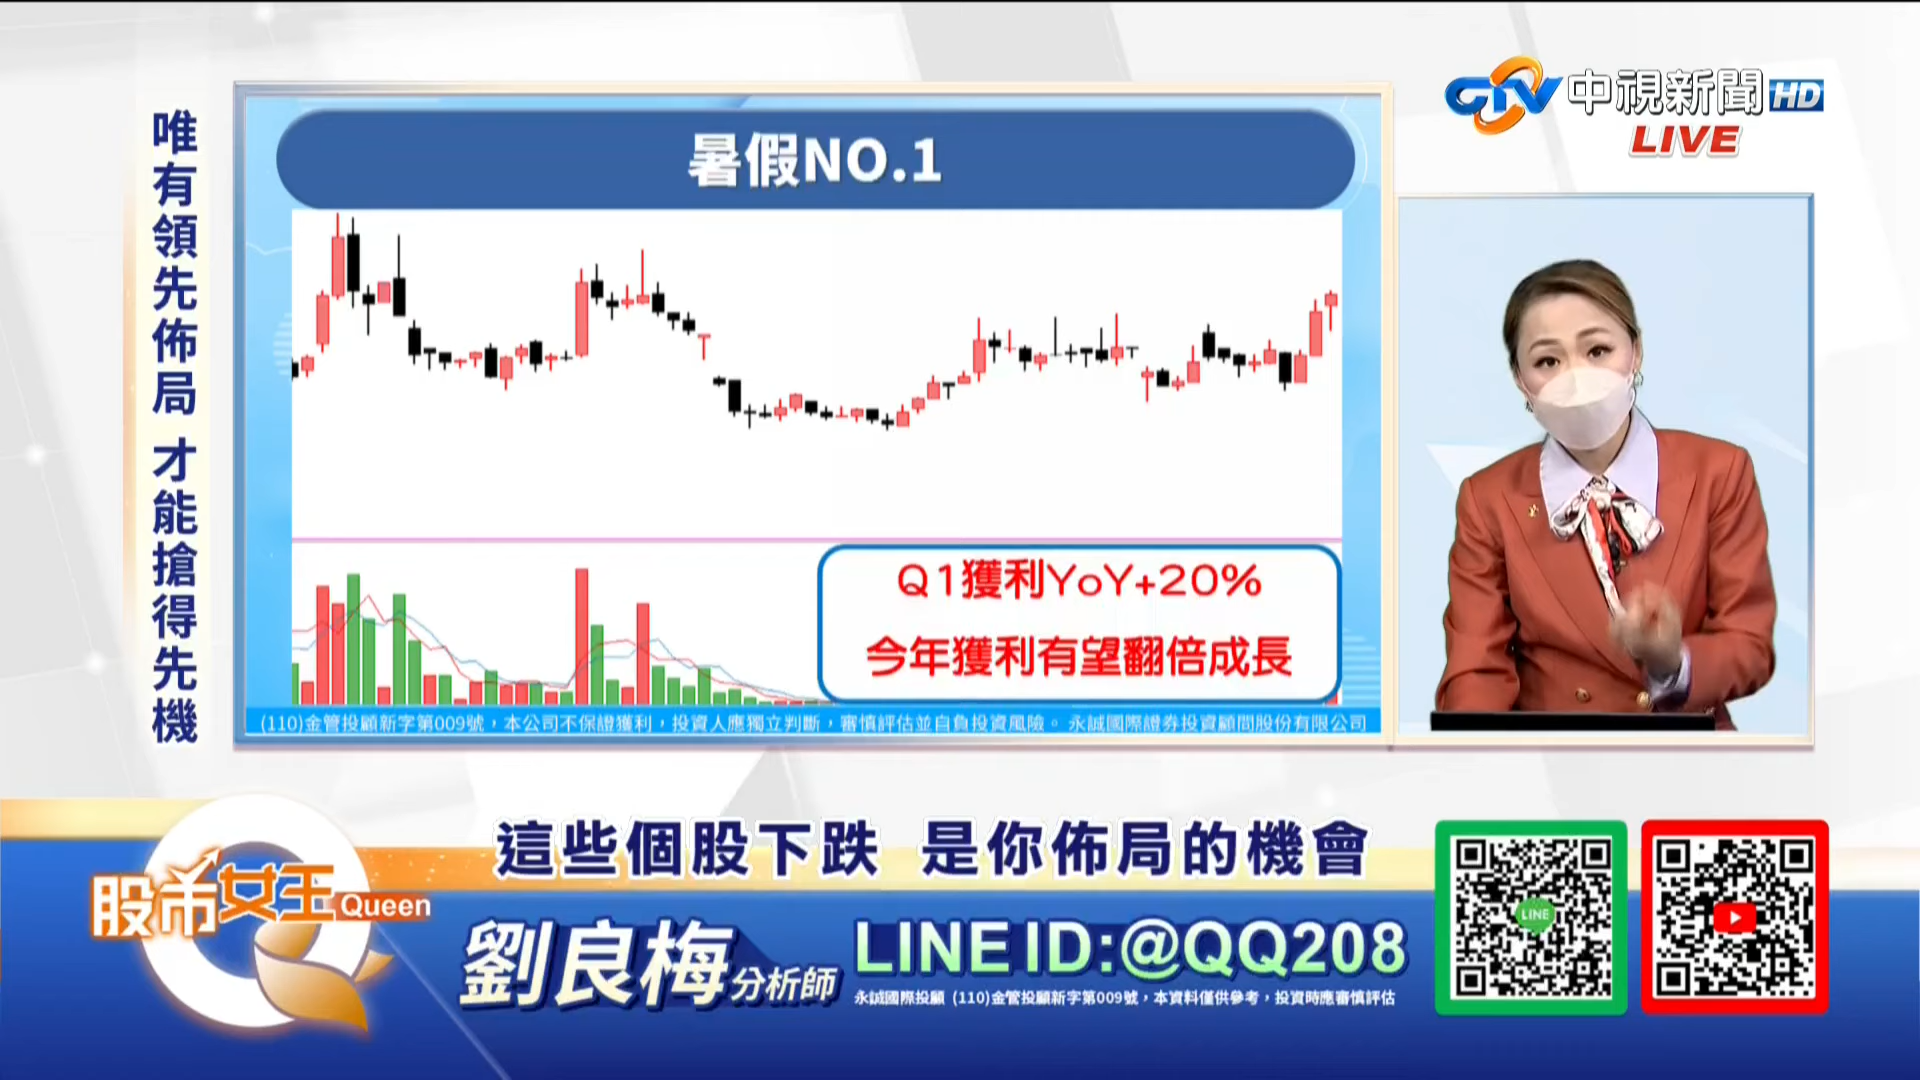 唯有領先佈局 才能搶得先機
暑假NO.1
CTV 中視新聞 HD
LIVE
Q1獲利YoY+20%
今年獲利有望翻倍成長
(110)金管投顧新字第009號，本公司不保證獲利，投資人應獨立判斷，審慎評估並自負投資風險。永誠國際證券投資顧問股份有限公司
這些個股下跌 是你佈局的機會
股市女王Queen
劉良梅分析師
LINE ID:@QQ208
永誠國際投顧 (110)金管投顧新字第009號，本資料僅供參考，投資時應審慎評估
LINE